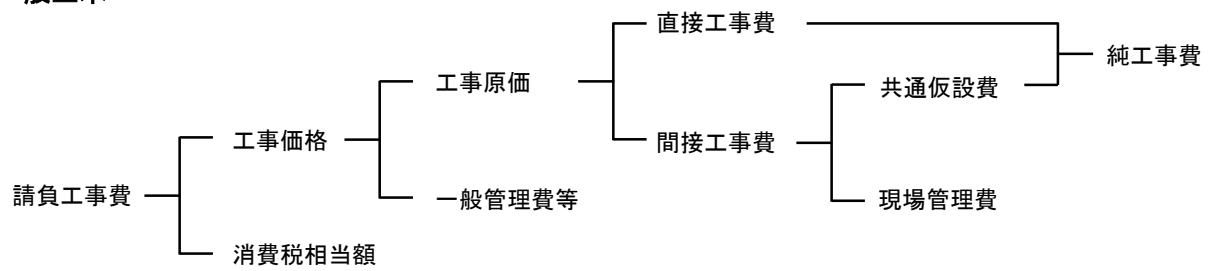 直接工事費
純工事費
工事原価
共通仮設費
工事価格
間接工事費
請負工事費
一般管理費等
現場管理費
消費税相当額